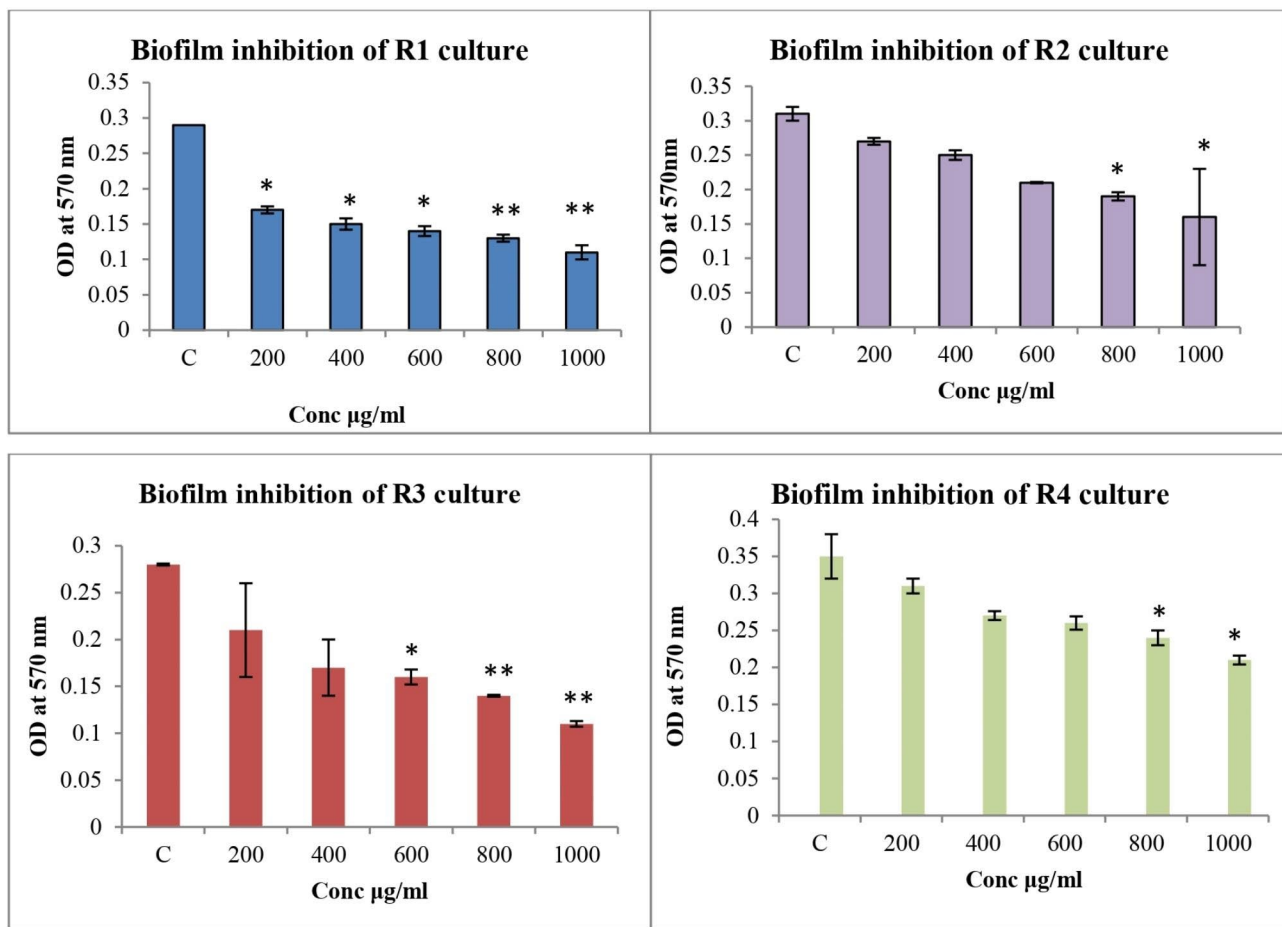 Biofilm inhibition of R1 culture
0.35
0.3
0.25
0.2
0.15
0.1
0.05
0
OD at 570 nm
* * * ** **
C 200 400 600 800 1000
Conc µg/ml
Biofilm inhibition of R2 culture
0.35
0.3
0.25
0.2
0.15
0.1
0.05
0
OD at 570nm
* *
C 200 400 600 800 1000
Conc µg/ml
Biofilm inhibition of R3 culture
0.3
0.25
0.2
0.15
0.1
0.05
0
OD at 570 nm
* ** **
C 200 400 600 800 1000
Conc µg/ml
Biofilm inhibition of R4 culture
0.4
0.35
0.3
0.25
0.2
0.15
0.1
0.05
0
OD at 570 nm
* *
C 200 400 600 800 1000
Conc µg/ml